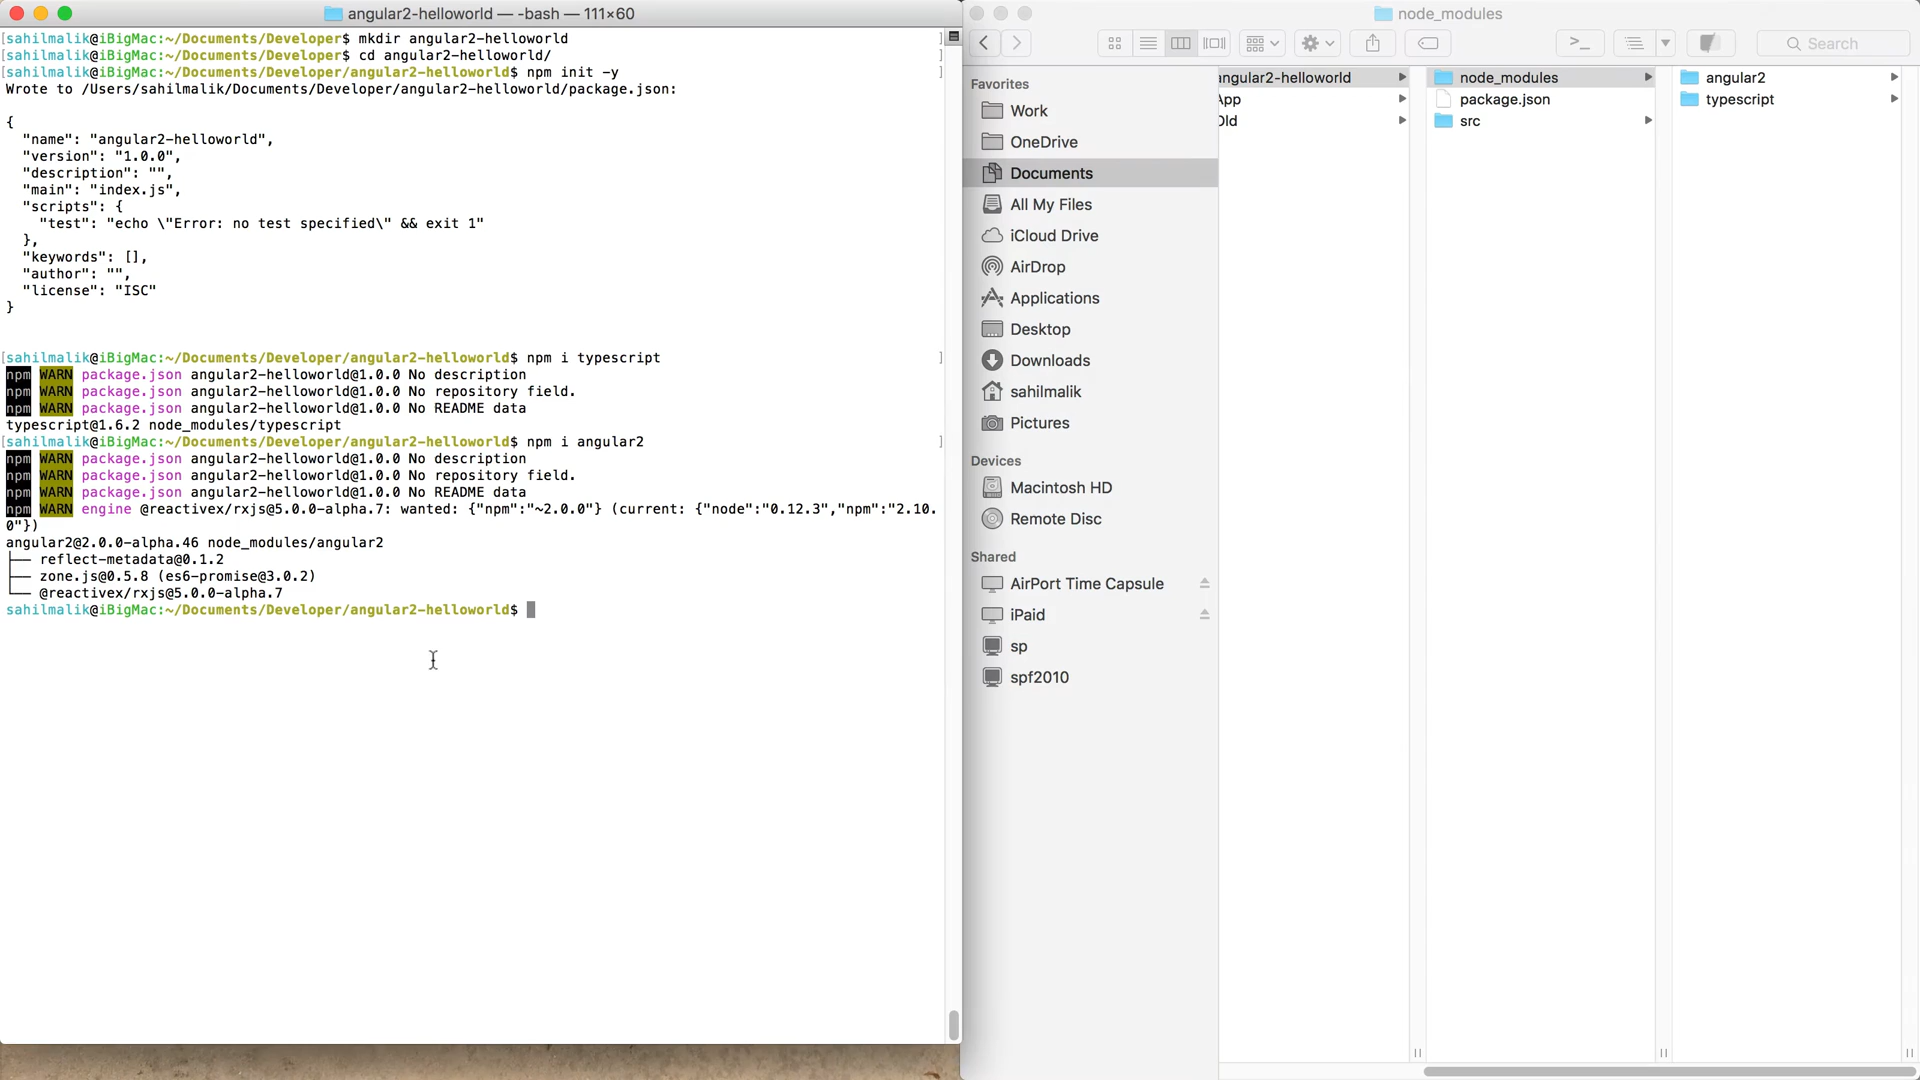 angular2-helloworld — -bash — 111×60
[sahilmalik@iBigMac:~/Documents/Developer$ mkdir angular2-helloworld ]
[sahilmalik@iBigMac:~/Documents/Developer$ cd angular2-helloworld/ ]
[sahilmalik@iBigMac:~/Documents/Developer/angular2-helloworld$ npm init -y ]
Wrote to /Users/sahilmalik/Documents/Developer/angular2-helloworld/package.json:
{
"name": "angular2-helloworld",
"version": "1.0.0",
"description": "",
"main": "index.js",
"scripts": {
"test": "echo \"Error: no test specified\" && exit 1"
},
"keywords": [],
"author": "",
"license": "ISC"
}
[sahilmalik@iBigMac:~/Documents/Developer/angular2-helloworld$ npm i typescript ]
npm WARN package.json angular2-helloworld@1.0.0 No description
npm WARN package.json angular2-helloworld@1.0.0 No repository field.
npm WARN package.json angular2-helloworld@1.0.0 No README data
typescript@1.6.2 node_modules/typescript
[sahilmalik@iBigMac:~/Documents/Developer/angular2-helloworld$ npm i angular2 ]
npm WARN package.json angular2-helloworld@1.0.0 No description
npm WARN package.json angular2-helloworld@1.0.0 No repository field.
npm WARN package.json angular2-helloworld@1.0.0 No README data
npm WARN engine @reactivex/rxjs@5.0.0-alpha.7: wanted: {"npm":"~2.0.0"} (current: {"node":"0.12.3","npm":"2.10.
0"})
angular2@2.0.0-alpha.46 node_modules/angular2
├── reflect-metadata@0.1.2
├── zone.js@0.5.8 (es6-promise@3.0.2)
└── @reactivex/rxjs@5.0.0-alpha.7
sahilmalik@iBigMac:~/Documents/Developer/angular2-helloworld$
node_modules
Search
Favorites
Work
OneDrive
Documents
All My Files
iCloud Drive
AirDrop
Applications
Desktop
Downloads
sahilmalik
Pictures
Devices
Macintosh HD
Remote Disc
Shared
AirPort Time Capsule
iPaid
sp
spf2010
angular2-helloworld
App
Old
node_modules
package.json
src
angular2
typescript